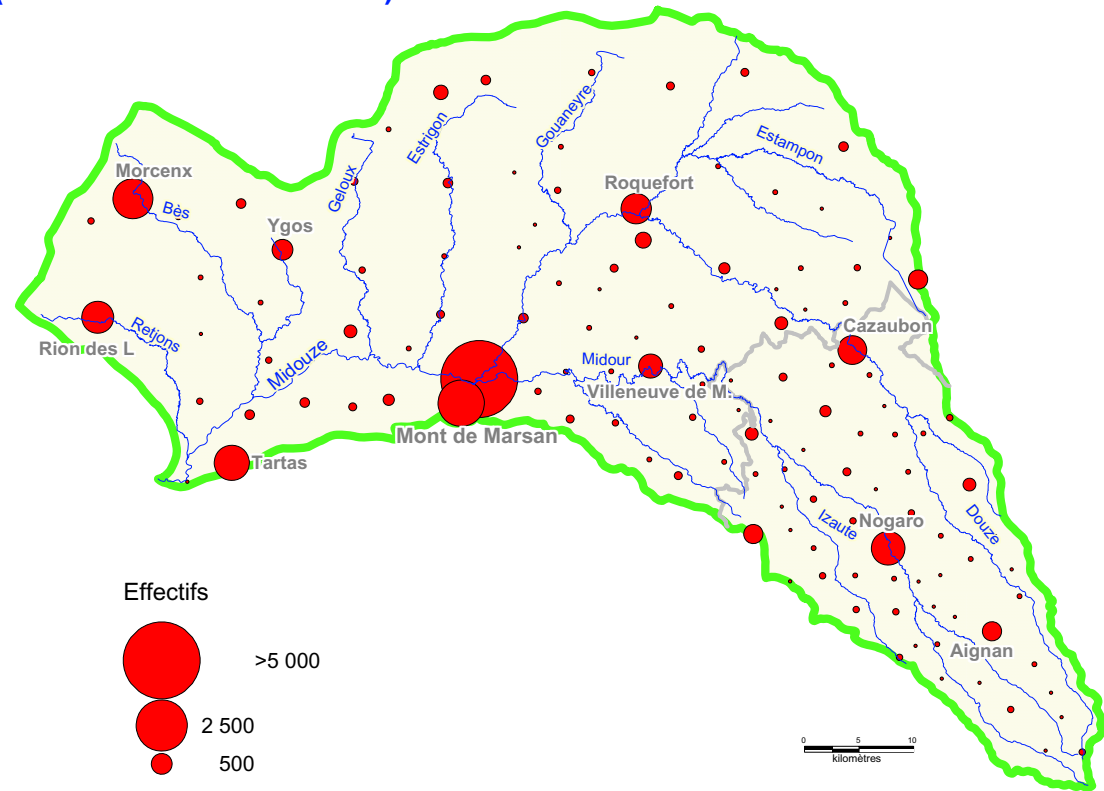 Morcenx
Bès
Ygos
Geloux
Estrigon
Gouaneyre
Estampon
Roquefort
Rion des L
Retjons
Midouze
Midour
Cazaubon
Villeneuve de M.
Mont de Marsan
Tartas
Izaute
Nogaro
Douze
Aignan
Effectifs
>5 000
2 500
500
0 5 10
kilomètres